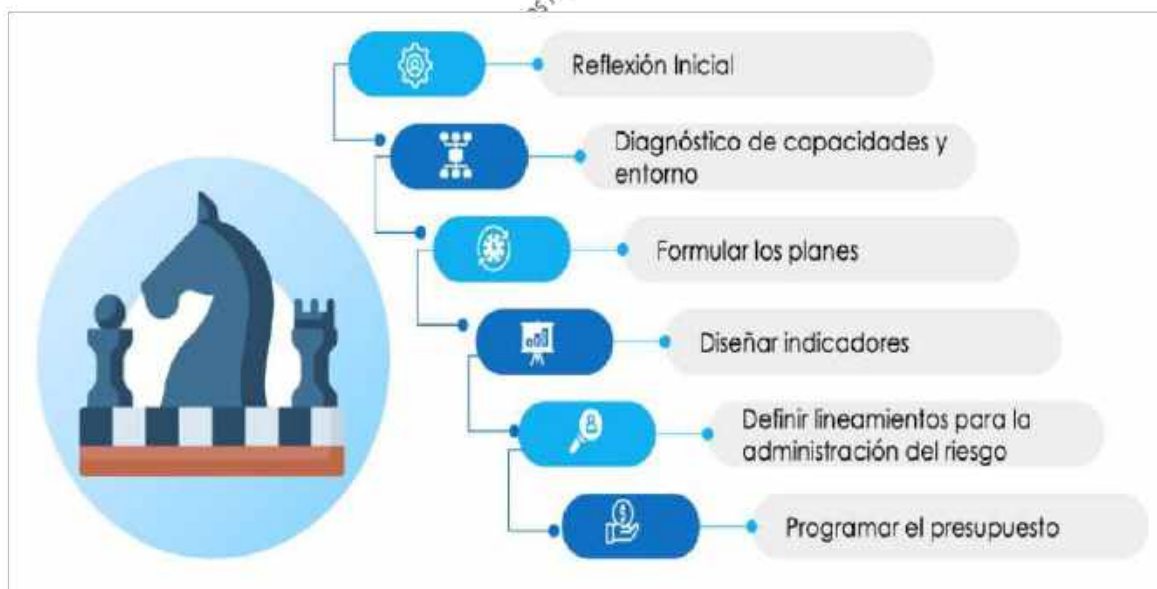 Reflexión Inicial
Diagnóstico de capacidades y
entorno
Formular los planes
Diseñar indicadores
Definir lineamientos para la
administración del riesgo
Programar el presupuesto